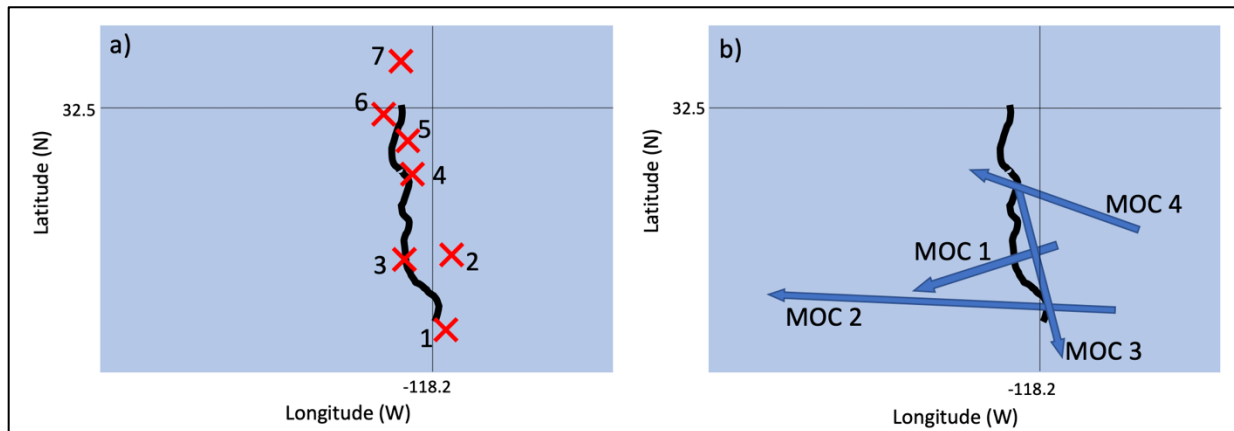 a)
7
32.5
6
5
4
3
2
1
Latitude (N)
-118.2
Longitude (W)
b)
32.5
MOC 4
MOC 1
MOC 2
MOC 3
Latitude (N)
-118.2
Longitude (W)